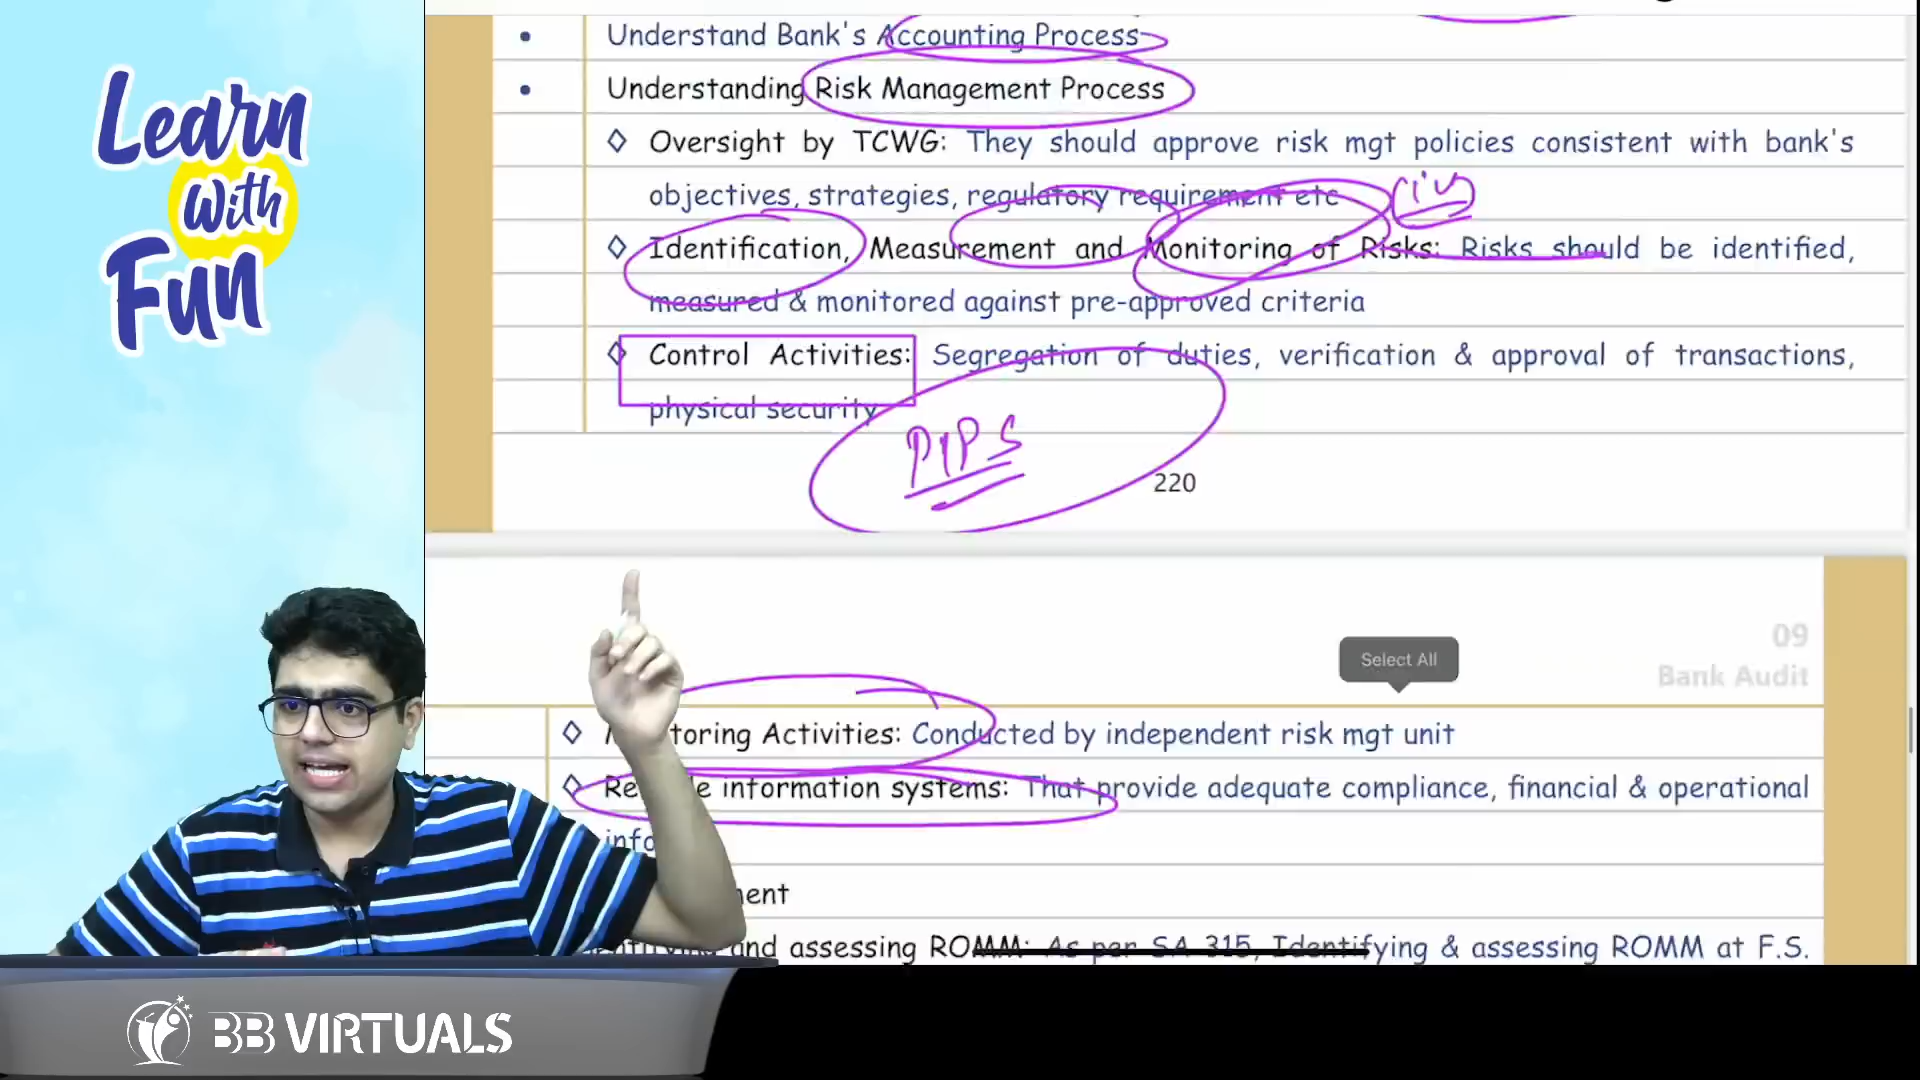 Learn
With
Fun
• Understand Bank's Accounting Process
• Understanding Risk Management Process
◊ Oversight by TCWG: They should approve risk mgt policies consistent with bank's
objectives, strategies, regulatory requirement etc
◊ Identification, Measurement and Monitoring of Risks: Risks should be identified,
measured & monitored against pre-approved criteria
◊ Control Activities: Segregation of duties, verification & approval of transactions,
physical security
PIPS
220
Select All
09
Bank Audit
◊ toring Activities: Conducted by independent risk mgt unit
◊ Re e information systems: That provide adequate compliance, financial & operational
info
ent
and assessing ROMM: As per SA 315, Identifying & assessing ROMM at F.S.
BB VIRTUALS